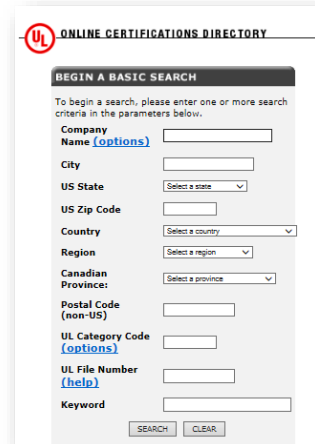 UL
ONLINE CERTIFICATIONS DIRECTORY
BEGIN A BASIC SEARCH
To begin a search, please enter one or more search
criteria in the parameters below.
Company
Name (options)
City
US State Select a state
US Zip Code
Country Select a country
Region Select a region
Canadian
Province: Select a province
Postal Code
(non-US)
UL Category Code
(options)
UL File Number
(help)
Keyword
SEARCH CLEAR